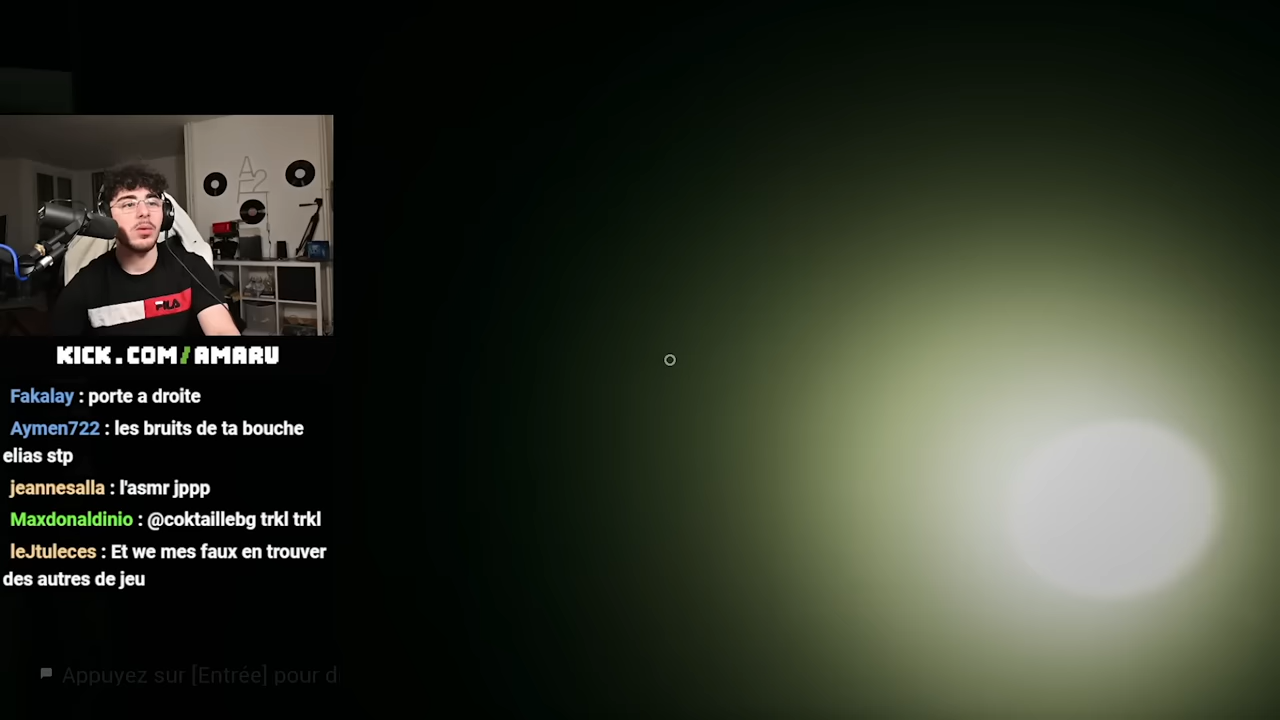 FILA
KICK.COM/AMARU
Fakalay : porte a droite
Aymen722 : les bruits de ta bouche
elias stp
jeannesalla : l'asmr jppp
Maxdonaldinio : @coktaillebg trkl trkl
leJtuleces : Et we mes faux en trouver
des autres de jeu
Appuyez sur [Entrée] pour d